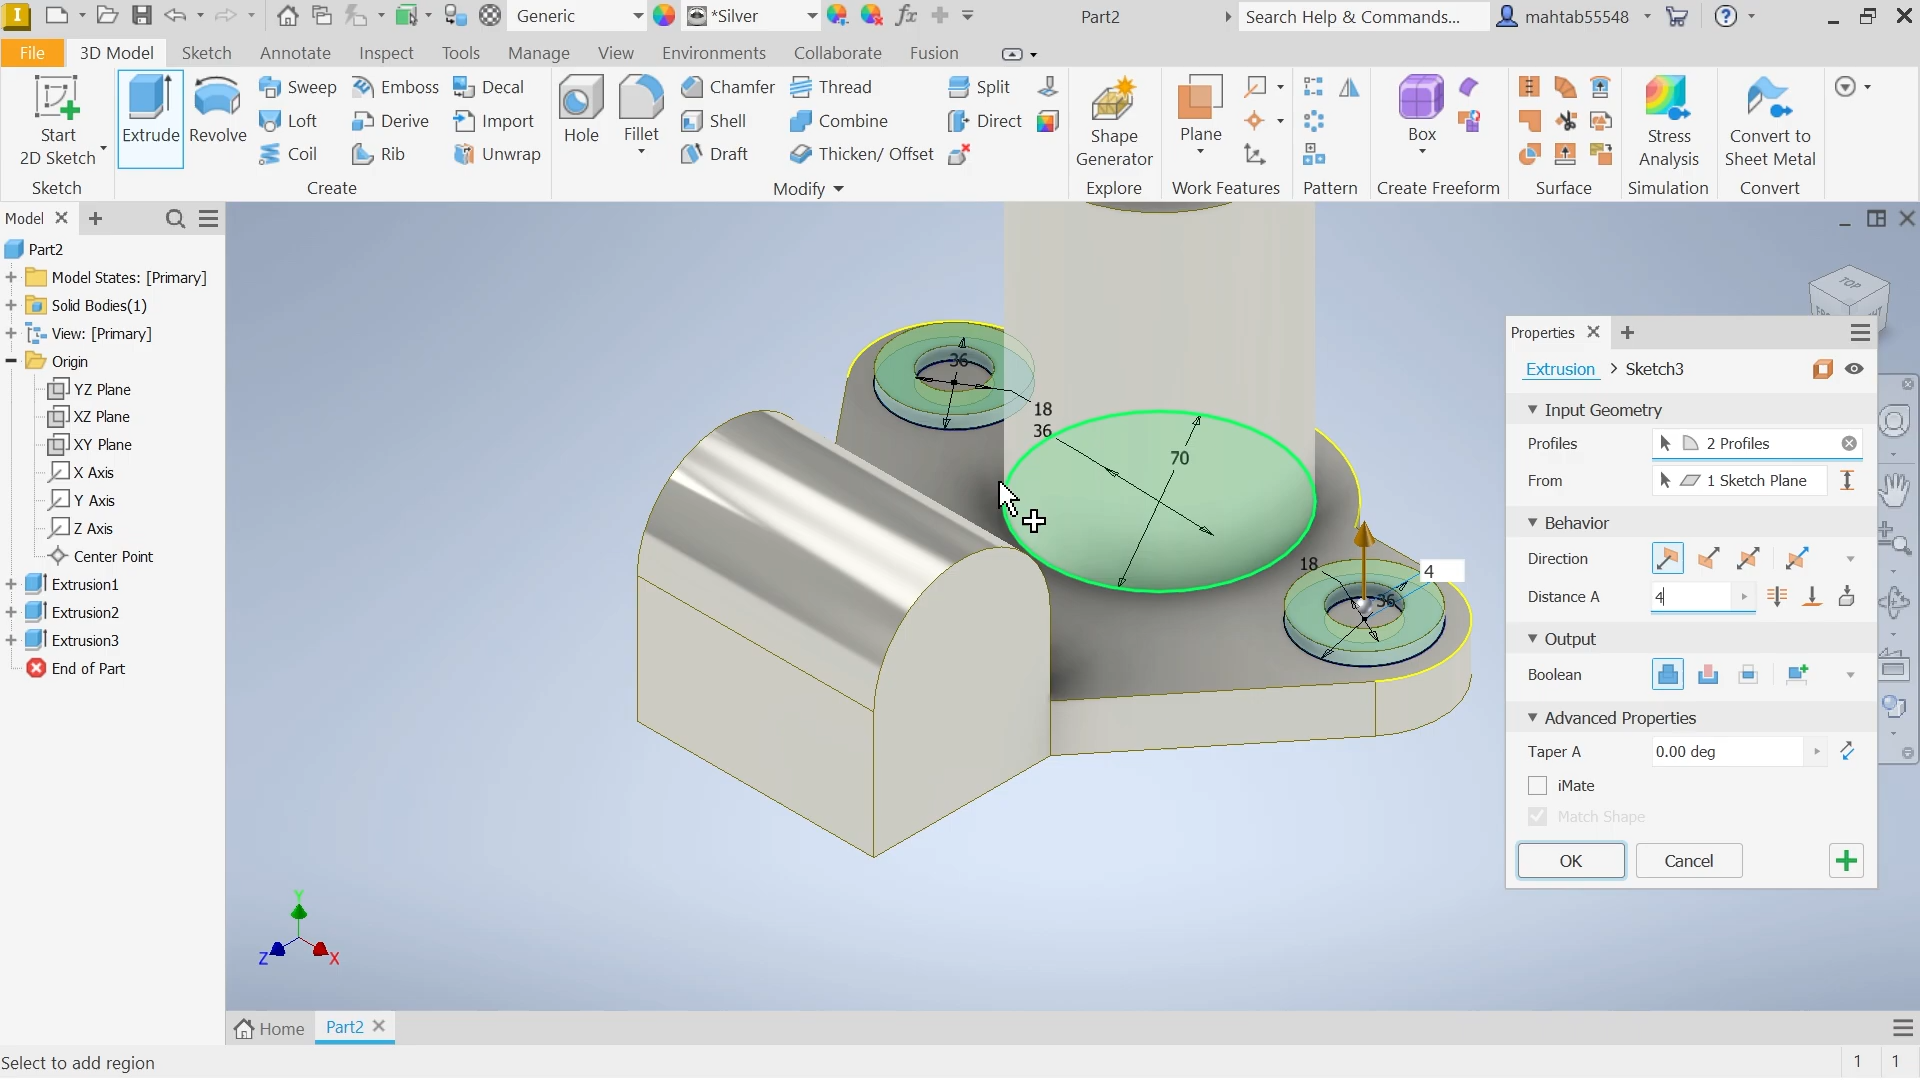 Generic
*Silver
Part2
Search Help & Commands...
mahtab55548
File
3D Model
Sketch
Annotate
Inspect
Tools
Manage
View
Environments
Collaborate
Fusion
Start
2D Sketch
Sketch
Extrude
Revolve
Sweep
Loft
Coil
Emboss
Derive
Rib
Decal
Import
Unwrap
Create
Hole
Fillet
Chamfer
Shell
Draft
Thread
Combine
Thicken/ Offset
Split
Direct
Modify
Shape
Generator
Explore
Plane
Work Features
Pattern
Box
Create Freeform
Surface
Stress
Analysis
Simulation
Convert to
Sheet Metal
Convert
Model
Part2
Model States: [Primary]
Solid Bodies(1)
View: [Primary]
Origin
YZ Plane
XZ Plane
XY Plane
X Axis
Y Axis
Z Axis
Center Point
Extrusion1
Extrusion2
Extrusion3
End of Part
36
18
36
70
18
36
4
TOP
Y
Z
X
Properties
Extrusion > Sketch3
Input Geometry
Profiles
2 Profiles
From
1 Sketch Plane
Behavior
Direction
Distance A
4
Output
Boolean
Advanced Properties
Taper A
0.00 deg
iMate
Match Shape
OK
Cancel
Home
Part2
Select to add region
1
1